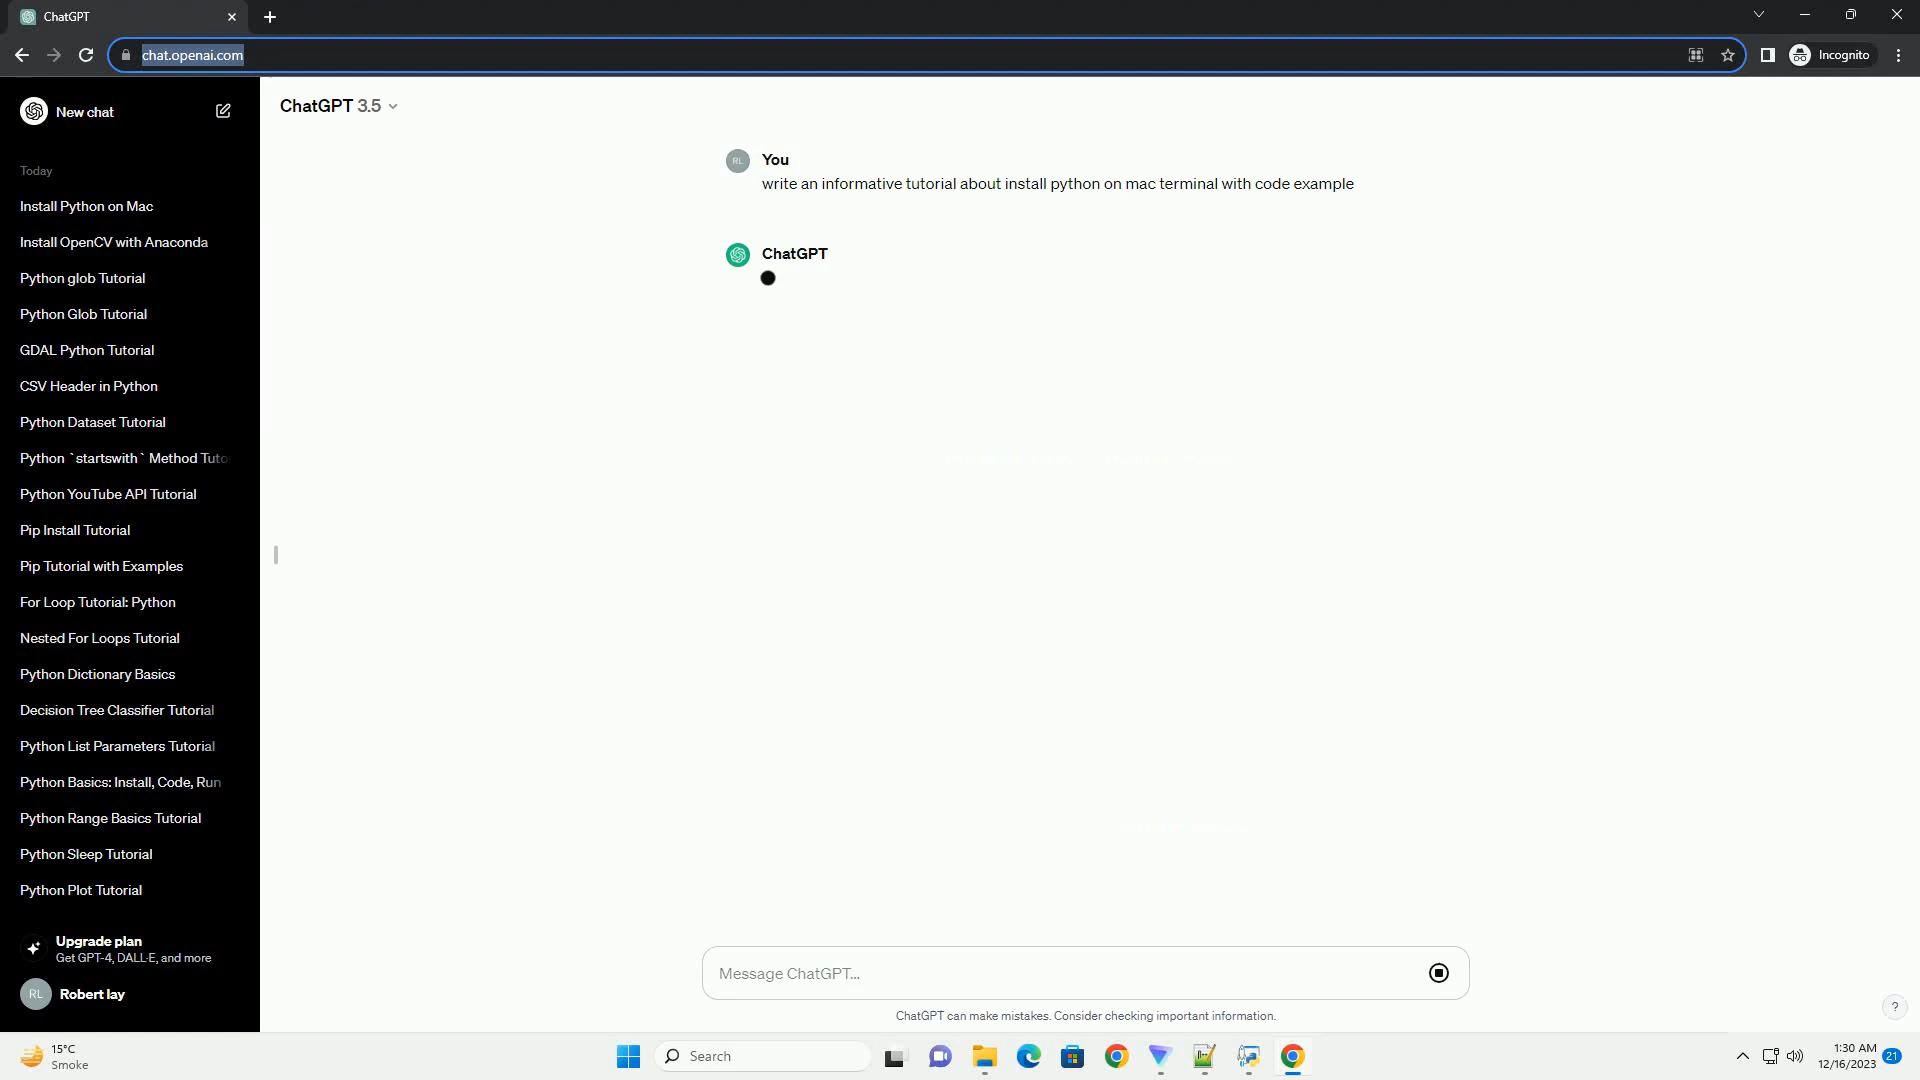 ChatGPT
chat.openai.com
Incognito
New chat
ChatGPT 3.5
Today
Install Python on Mac
Install OpenCV with Anaconda
Python glob Tutorial
Python Glob Tutorial
GDAL Python Tutorial
CSV Header in Python
Python Dataset Tutorial
Python `startswith` Method Tuto
Python YouTube API Tutorial
Pip Install Tutorial
Pip Tutorial with Examples
For Loop Tutorial: Python
Nested For Loops Tutorial
Python Dictionary Basics
Decision Tree Classifier Tutorial
Python List Parameters Tutorial
Python Basics: Install, Code, Run
Python Range Basics Tutorial
Python Sleep Tutorial
Python Plot Tutorial
Upgrade plan
Get GPT-4, DALL·E, and more
RL
Robert lay
RL
You
write an informative tutorial about install python on mac terminal with code example
ChatGPT
Message ChatGPT...
ChatGPT can make mistakes. Consider checking important information.
?
15°C
Smoke
Search
1:30 AM
12/16/2023
21